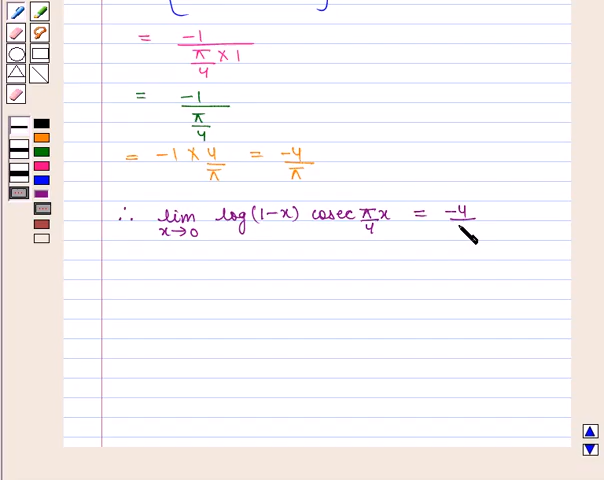 = -1 / (π/4 × 1)
= -1 / (π/4)
= -1 × 4/π = -4/π
∴ lim x→0 log(1-x) cosec π/4 x = -4